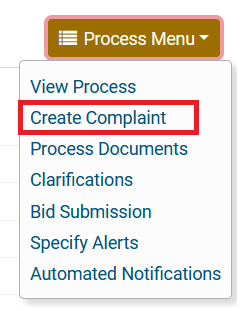 Process Menu
View Process
Create Complaint
Process Documents
Clarifications
Bid Submission
Specify Alerts
Automated Notifications